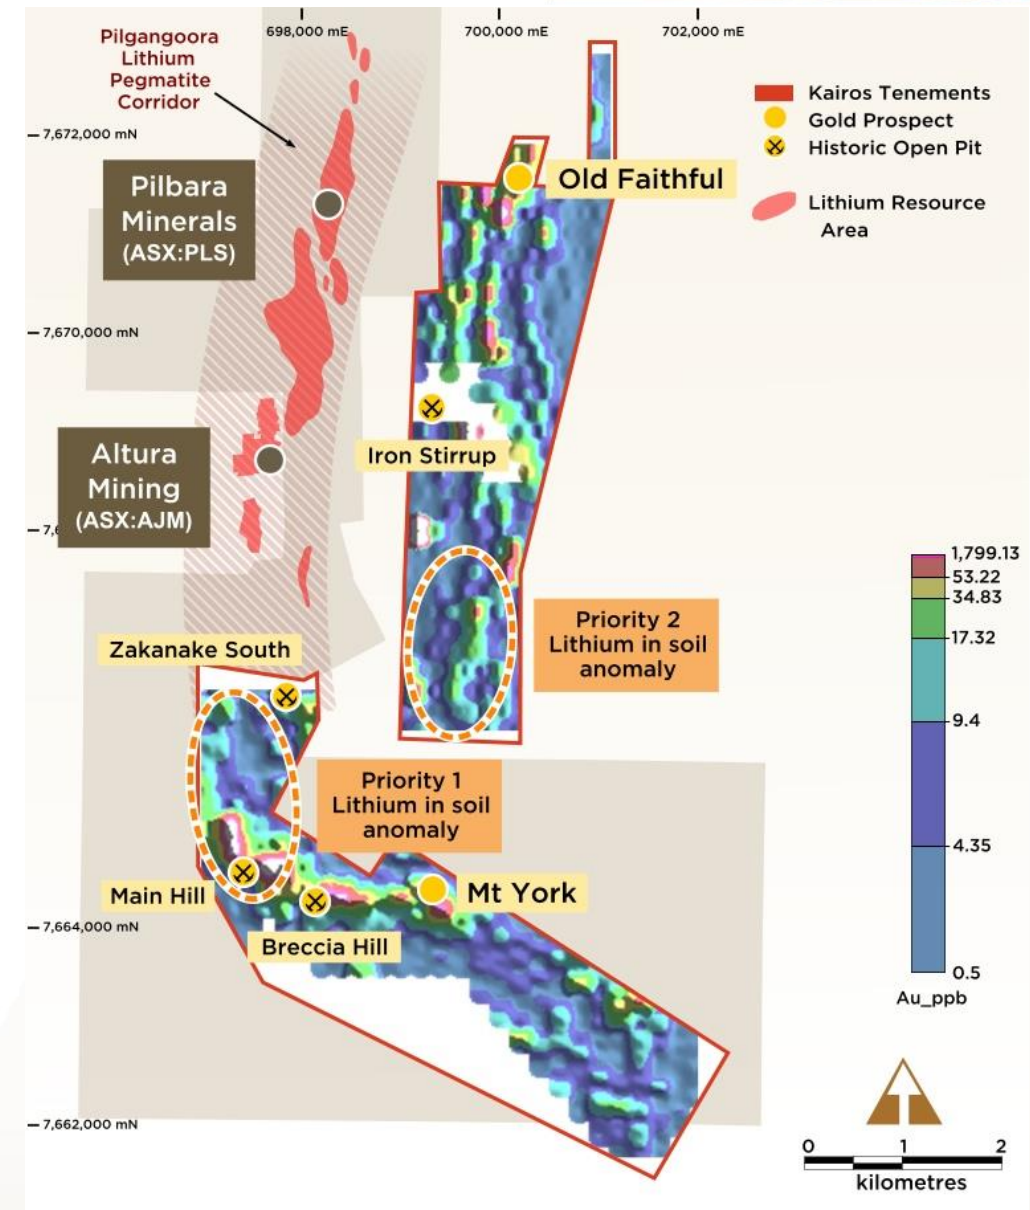 698,000 mE
700,000 mE
702,000 mE
Pilgangoora
Lithium
Pegmatite
Corridor
7,672,000 mN
Kairos Tenements
Gold Prospect
Historic Open Pit
Lithium Resource
Area
Pilbara
Minerals
(ASX:PLS)
Old Faithful
7,670,000 mN
Altura
Mining
(ASX:AJM)
Iron Stirrup
Priority 2
Lithium in soil
anomaly
1,799.13
53.22
34.83
17.32
9.4
4.35
0.5
Au_ppb
Zakanake South
Priority 1
Lithium in soil
anomaly
Main Hill
Mt York
Breccia Hill
7,664,000 mN
7,662,000 mN
0 1 2
kilometres